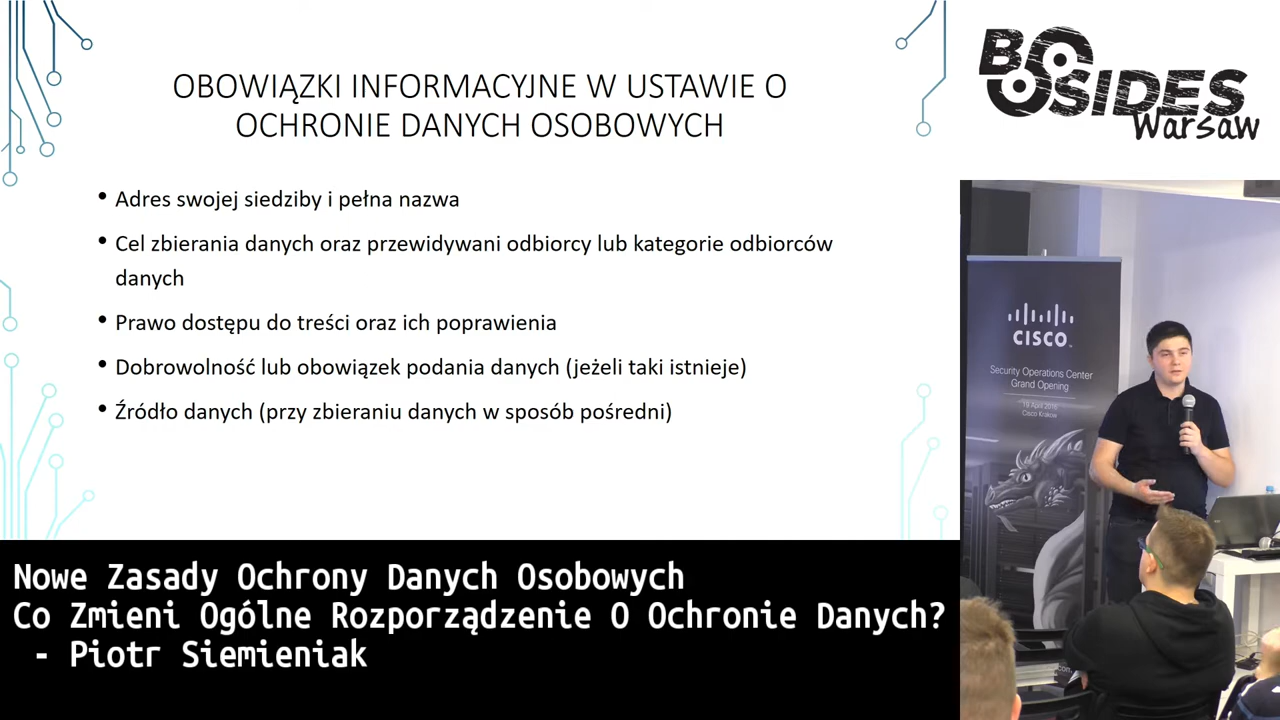 OBOWIĄZKI INFORMACYJNE W USTAWIE O
OCHRONIE DANYCH OSOBOWYCH
• Adres swojej siedziby i pełna nazwa
• Cel zbierania danych oraz przewidywani odbiorcy lub kategorie odbiorców
danych
• Prawo dostępu do treści oraz ich poprawienia
• Dobrowolność lub obowiązek podania danych (jeżeli taki istnieje)
• Źródło danych (przy zbieraniu danych w sposób pośredni)
BSIDES
Warsaw
CISCO
Security Operations Center
Grand Opening
Cisco Krakow
Nowe Zasady Ochrony Danych Osobowych
Co Zmieni Ogólne Rozporządzenie O Ochronie Danych?
- Piotr Siemieniak